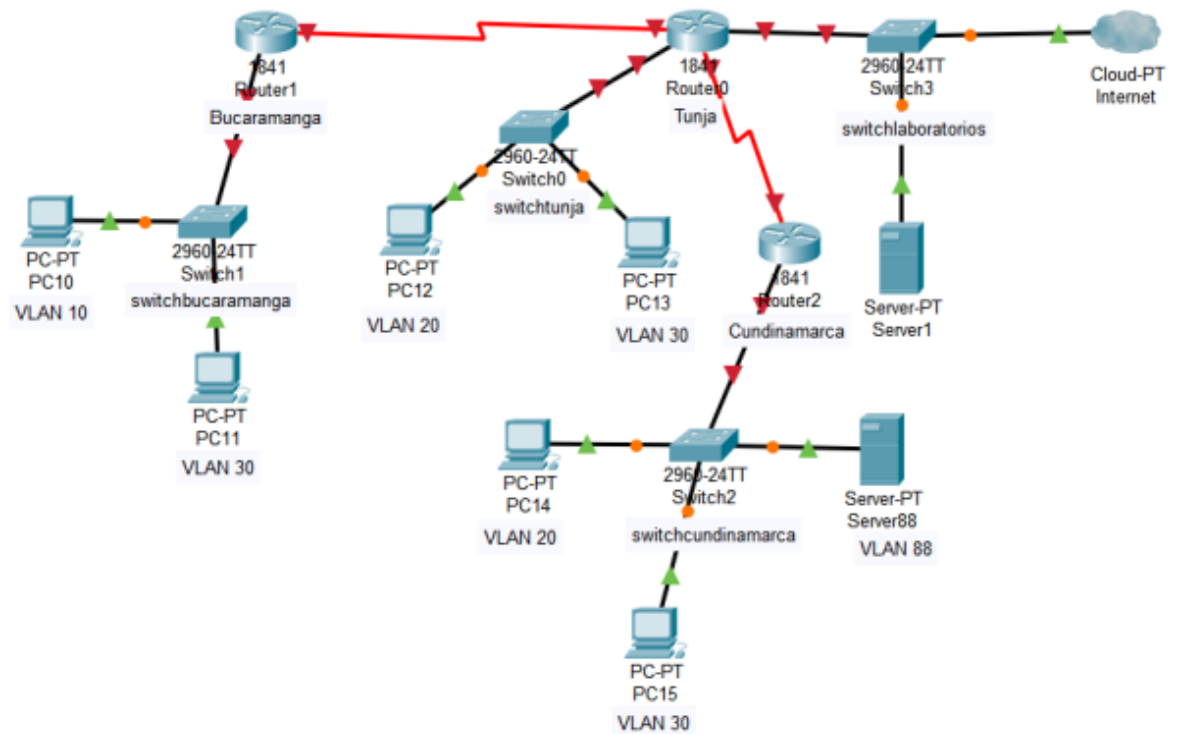 1841
Router1
Bucaramanga
1841
Router0
Tunja
2960-24TT
Switch3
switchlaboratorios
Cloud-PT
Internet
2960-24TT
Switch0
switchtunja
PC-PT
PC10
VLAN 10
2960-24TT
Switch1
switchbucaramanga
PC-PT
PC12
VLAN 20
PC-PT
PC13
VLAN 30
1841
Router2
Cundinamarca
Server-PT
Server1
PC-PT
PC11
VLAN 30
PC-PT
PC14
VLAN 20
2960-24TT
Switch2
switchcundinamarca
Server-PT
Server88
VLAN 88
PC-PT
PC15
VLAN 30